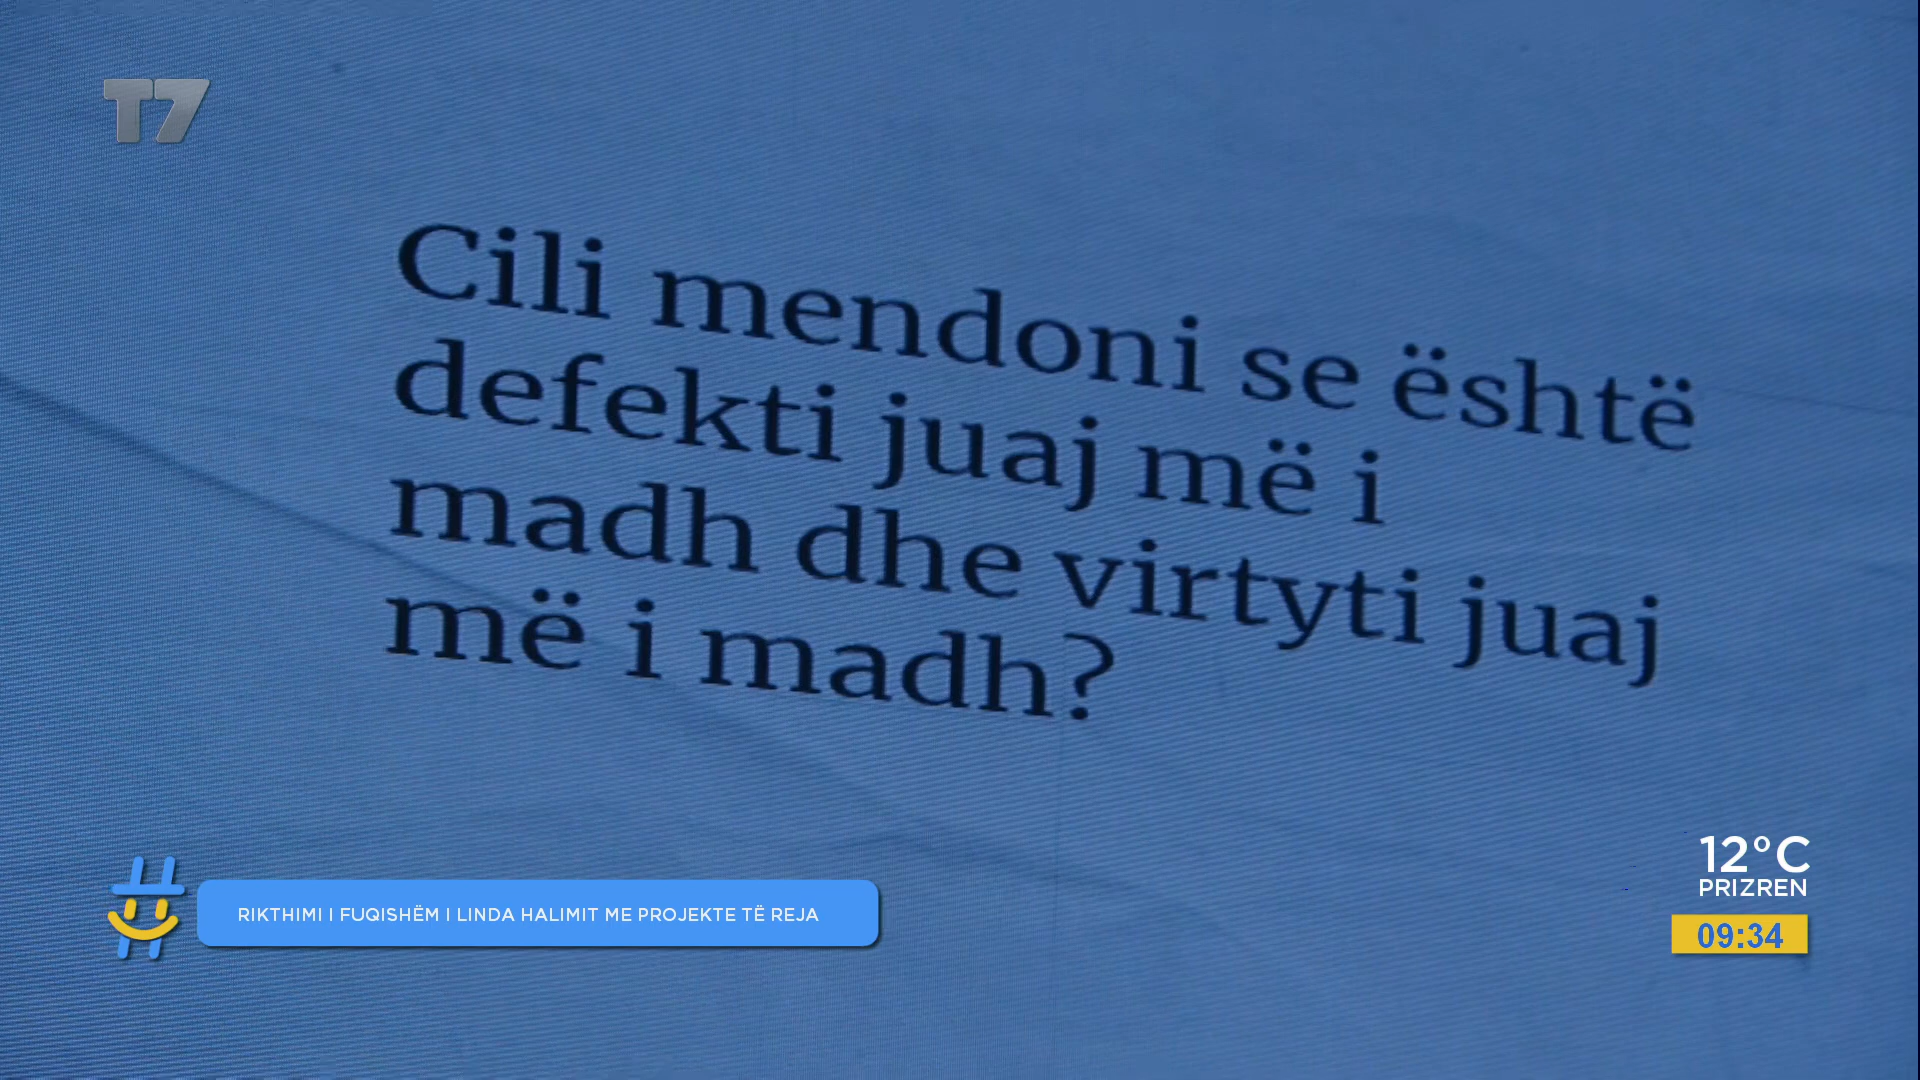 T7
Cili mendoni se është
defekti juaj më i
madh dhe virtyti juaj
më i madh?
RIKTHIMI I FUQISHËM I LINDA HALIMIT ME PROJEKTE TË REJA
12°C
PRIZREN
09:34